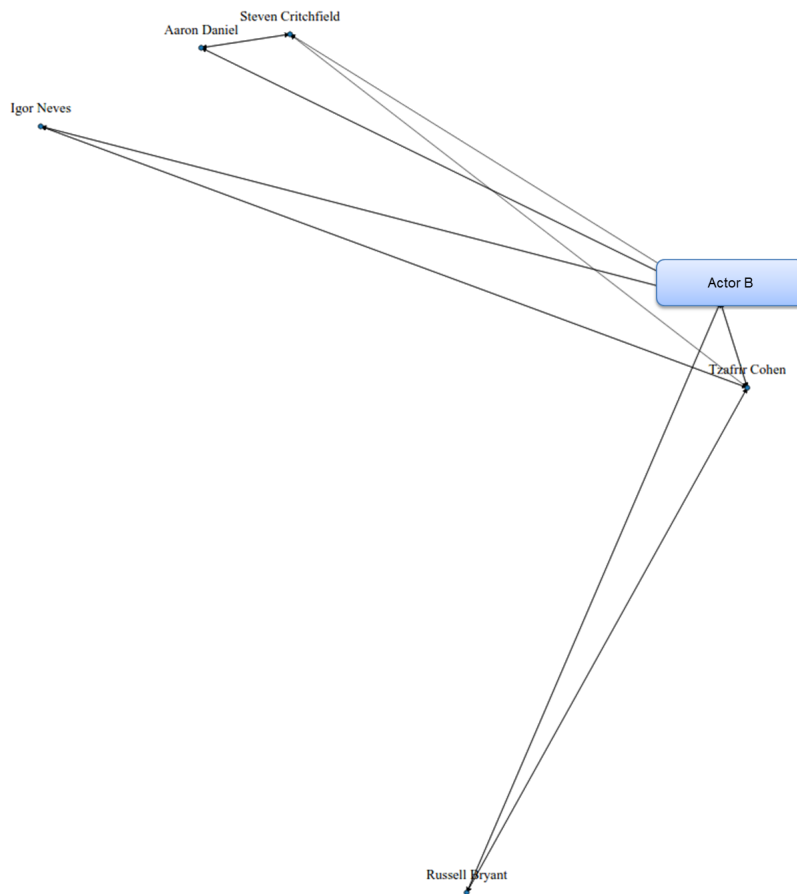 Steven Critchfield
Aaron Daniel
Igor Neves
Actor B
Tzafrir Cohen
Russell Bryant